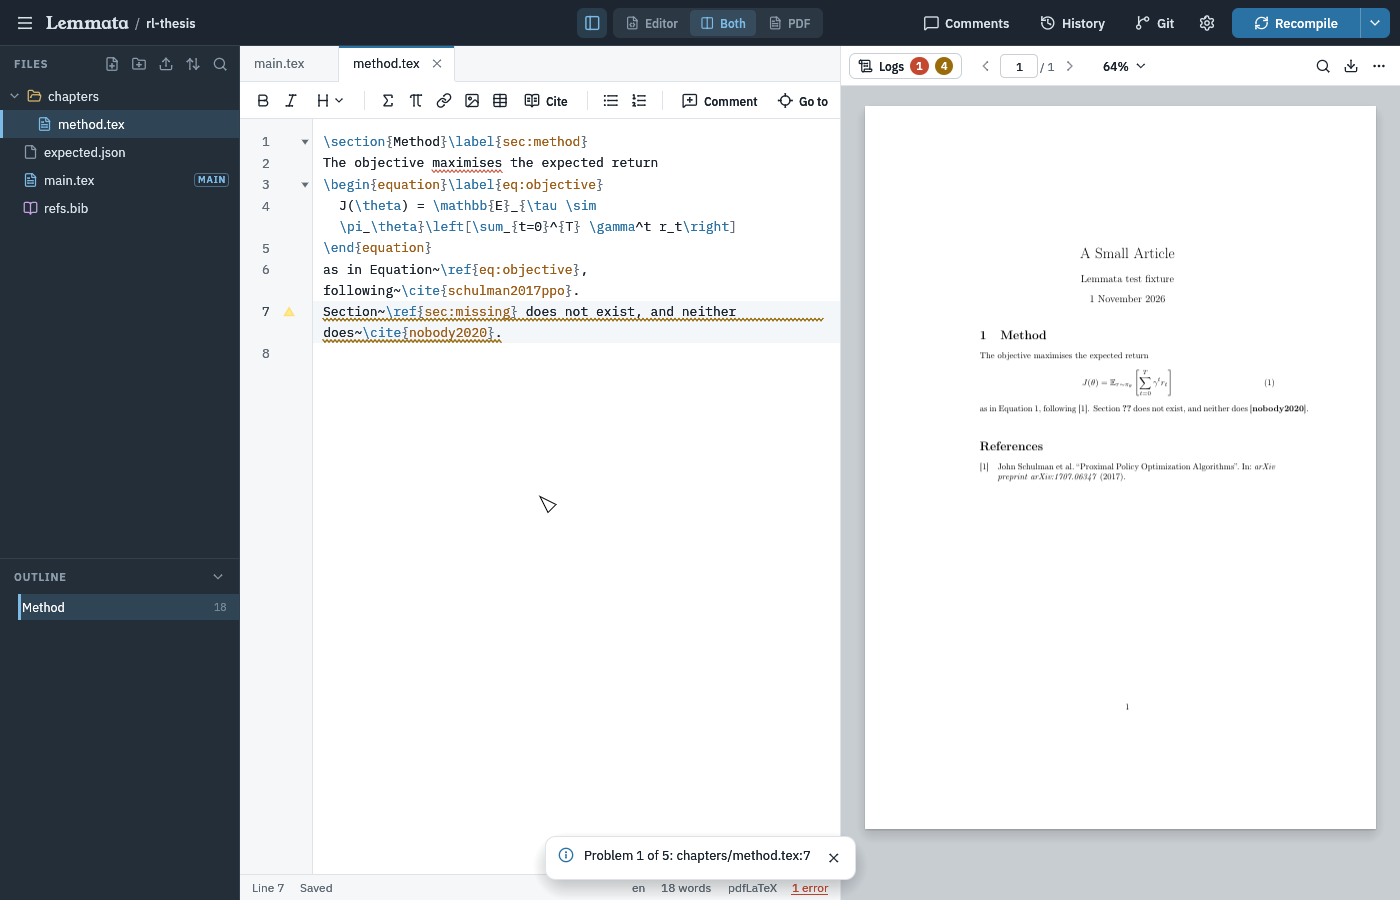 Lemmata / rl-thesis
Editor Both PDF
Comments History Git Recompile
FILES
chapters
method.tex
expected.json
main.tex MAIN
refs.bib
OUTLINE
Method 18
main.tex method.tex
H Cite Comment Go to
1 \section{Method}\label{sec:method}
2 The objective maximises the expected return
3 \begin{equation}\label{eq:objective}
4 J(\theta) = \mathbb{E}_{\tau \sim
\pi_\theta}\left[\sum_{t=0}^{T} \gamma^t r_t\right]
5 \end{equation}
6 as in Equation~\ref{eq:objective},
following~\cite{schulman2017ppo}.
7 Section~\ref{sec:missing} does not exist, and neither
does~\cite{nobody2020}.
8
Line 7 Saved en 18 words pdfLaTeX 1 error
Problem 1 of 5: chapters/method.tex:7
Logs 1 4 1 / 1 64%
A Small Article
Lemmata test fixture
1 November 2026
1 Method
The objective maximises the expected return
J(θ) = 𝔼_{τ∼π_θ} [∑_{t=0}^{T} γ^t r_t] (1)
as in Equation 1, following [1]. Section ?? does not exist, and neither does [nobody2020].
References
[1] John Schulman et al. “Proximal Policy Optimization Algorithms”. In: arXiv
preprint arXiv:1707.06347 (2017).
1